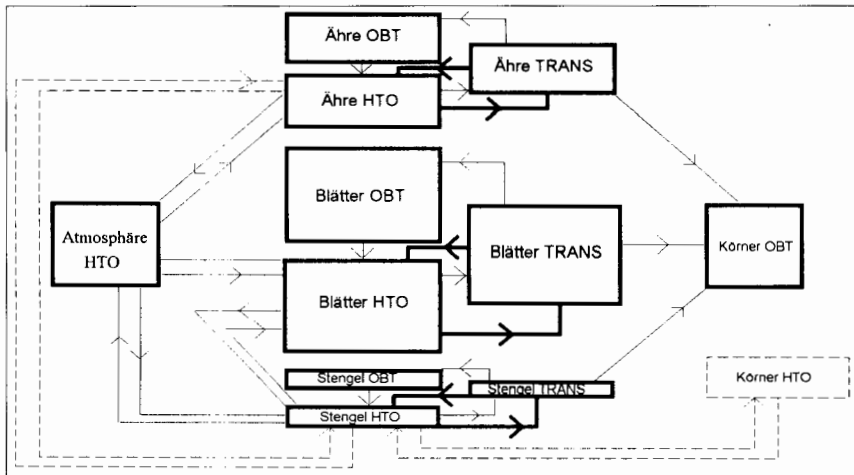 Ähre OBT
Ähre TRANS
Ähre HTO
Blätter OBT
Atmosphäre
HTO
Blätter TRANS
Körner OBT
Blätter HTO
Stengel OBT
Stengel TRANS
Körner HTO
Stengel HTO